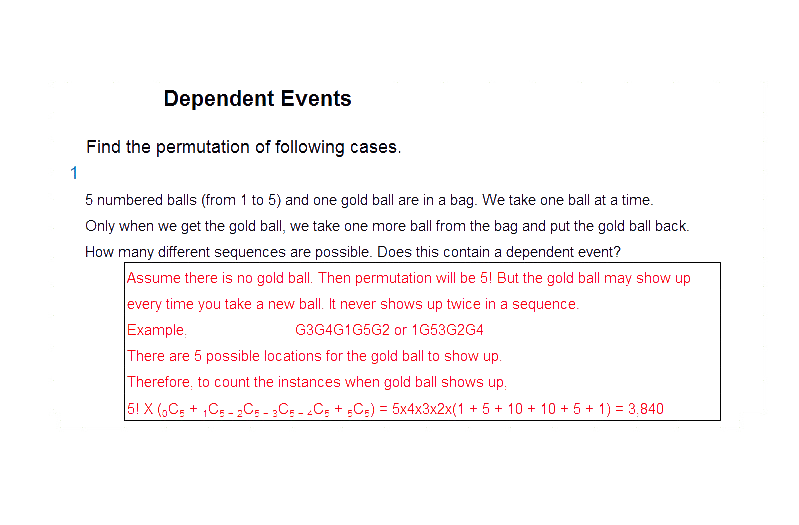 Dependent Events
Find the permutation of following cases.
1
5 numbered balls (from 1 to 5) and one gold ball are in a bag. We take one ball at a time.
Only when we get the gold ball, we take one more ball from the bag and put the gold ball back.
How many different sequences are possible. Does this contain a dependent event?
Assume there is no gold ball. Then permutation will be 5! But the gold ball may show up
every time you take a new ball. It never shows up twice in a sequence.
Example. G3G4G1G5G2 or 1G53G2G4
There are 5 possible locations for the gold ball to show up.
Therefore, to count the instances when gold ball shows up,
5! X (₀C₅ + ₁C₅ – ₂C₅ – ₃C₅ – ₄C₅ + ₅C₅) = 5x4x3x2x(1 + 5 + 10 + 10 + 5 + 1) = 3,840